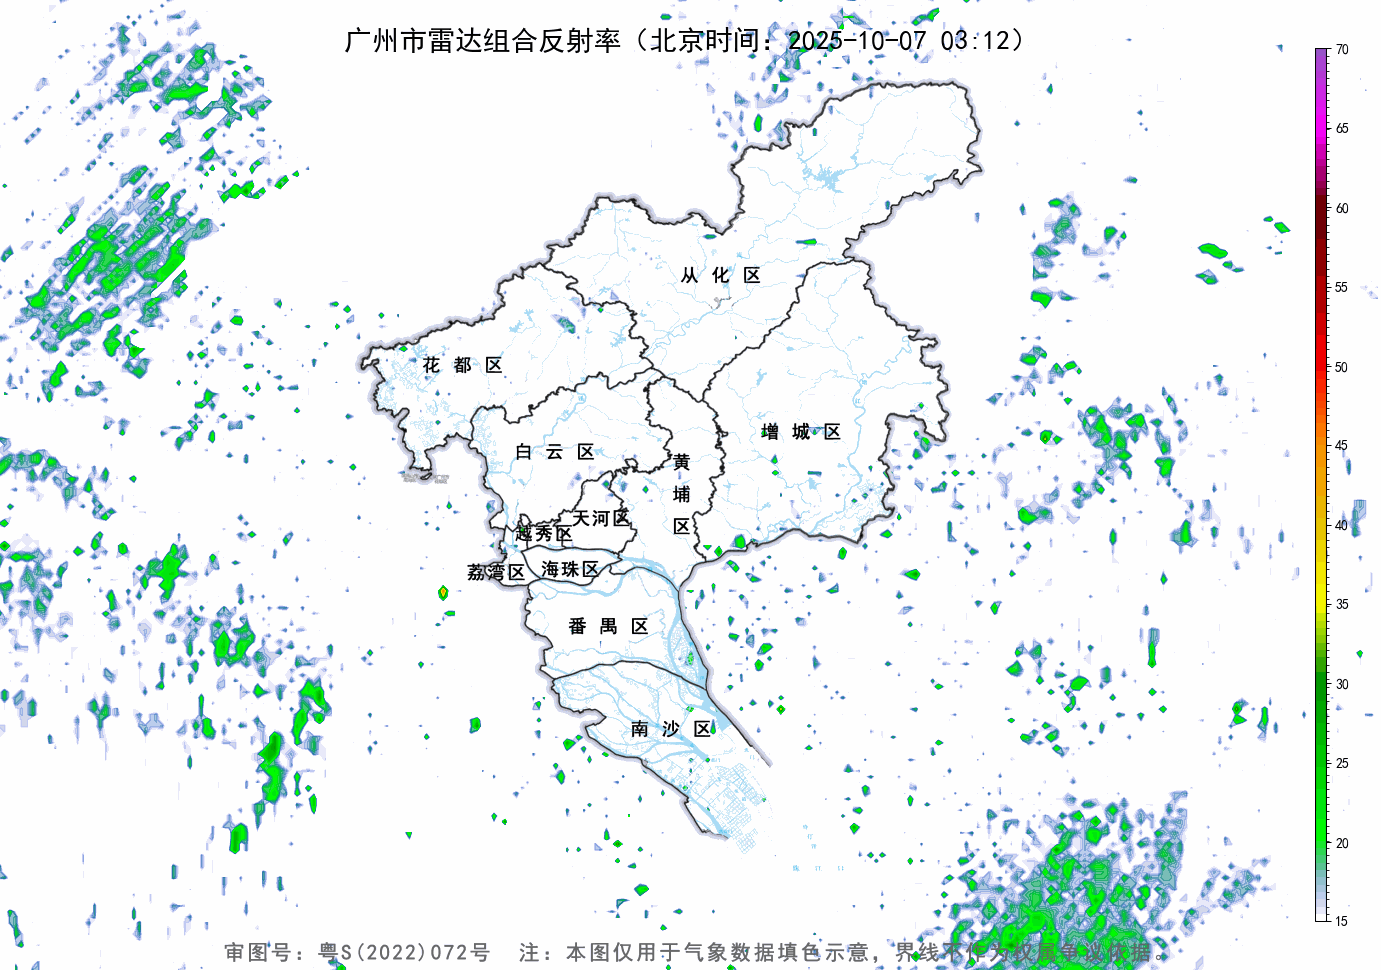 广州市雷达组合反射率（北京时间：2025-10-07 03:12）
70
65
60
55
50
45
40
35
30
25
20
15
从化区
花都区
增城区
白云区
黄埔区
天河区
越秀区
荔湾区
海珠区
番禺区
南沙区
审图号：粤S(2022)072号 注：本图仅用于气象数据填色示意，界线不作为权属争议依据。